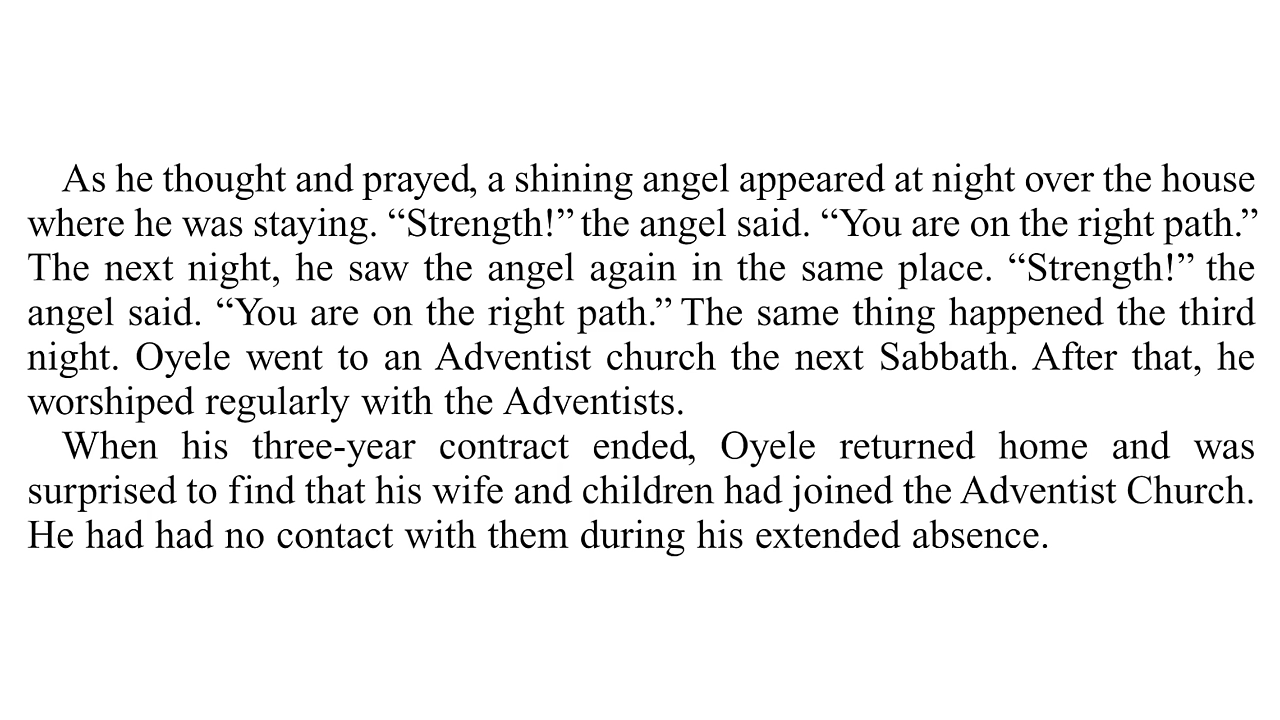 As he thought and prayed, a shining angel appeared at night over the house
where he was staying. “Strength!” the angel said. “You are on the right path.”
The next night, he saw the angel again in the same place. “Strength!” the
angel said. “You are on the right path.” The same thing happened the third
night. Oyele went to an Adventist church the next Sabbath. After that, he
worshiped regularly with the Adventists.
When his three-year contract ended, Oyele returned home and was
surprised to find that his wife and children had joined the Adventist Church.
He had had no contact with them during his extended absence.